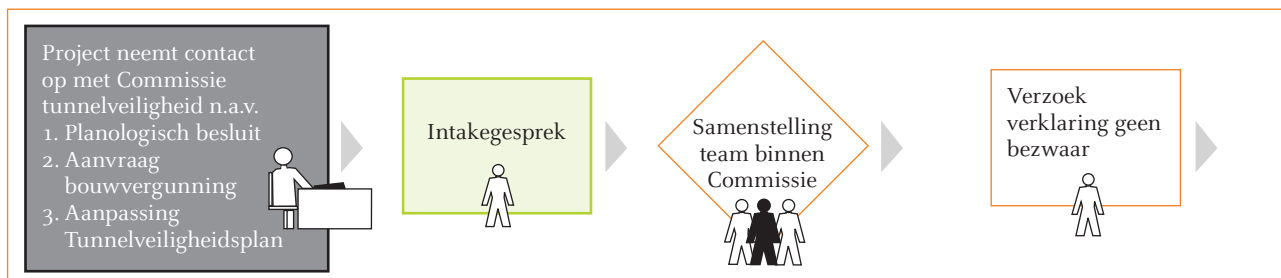 Project neemt contact
op met Commissie
tunnelveiligheid n.a.v.
1. Planologisch besluit
2. Aanvraag
bouwvergunning
3. Aanpassing
Tunnelveiligheidsplan
Intakegesprek
Samenstelling
team binnen
Commissie
Verzoek
verklaring geen
bezwaar